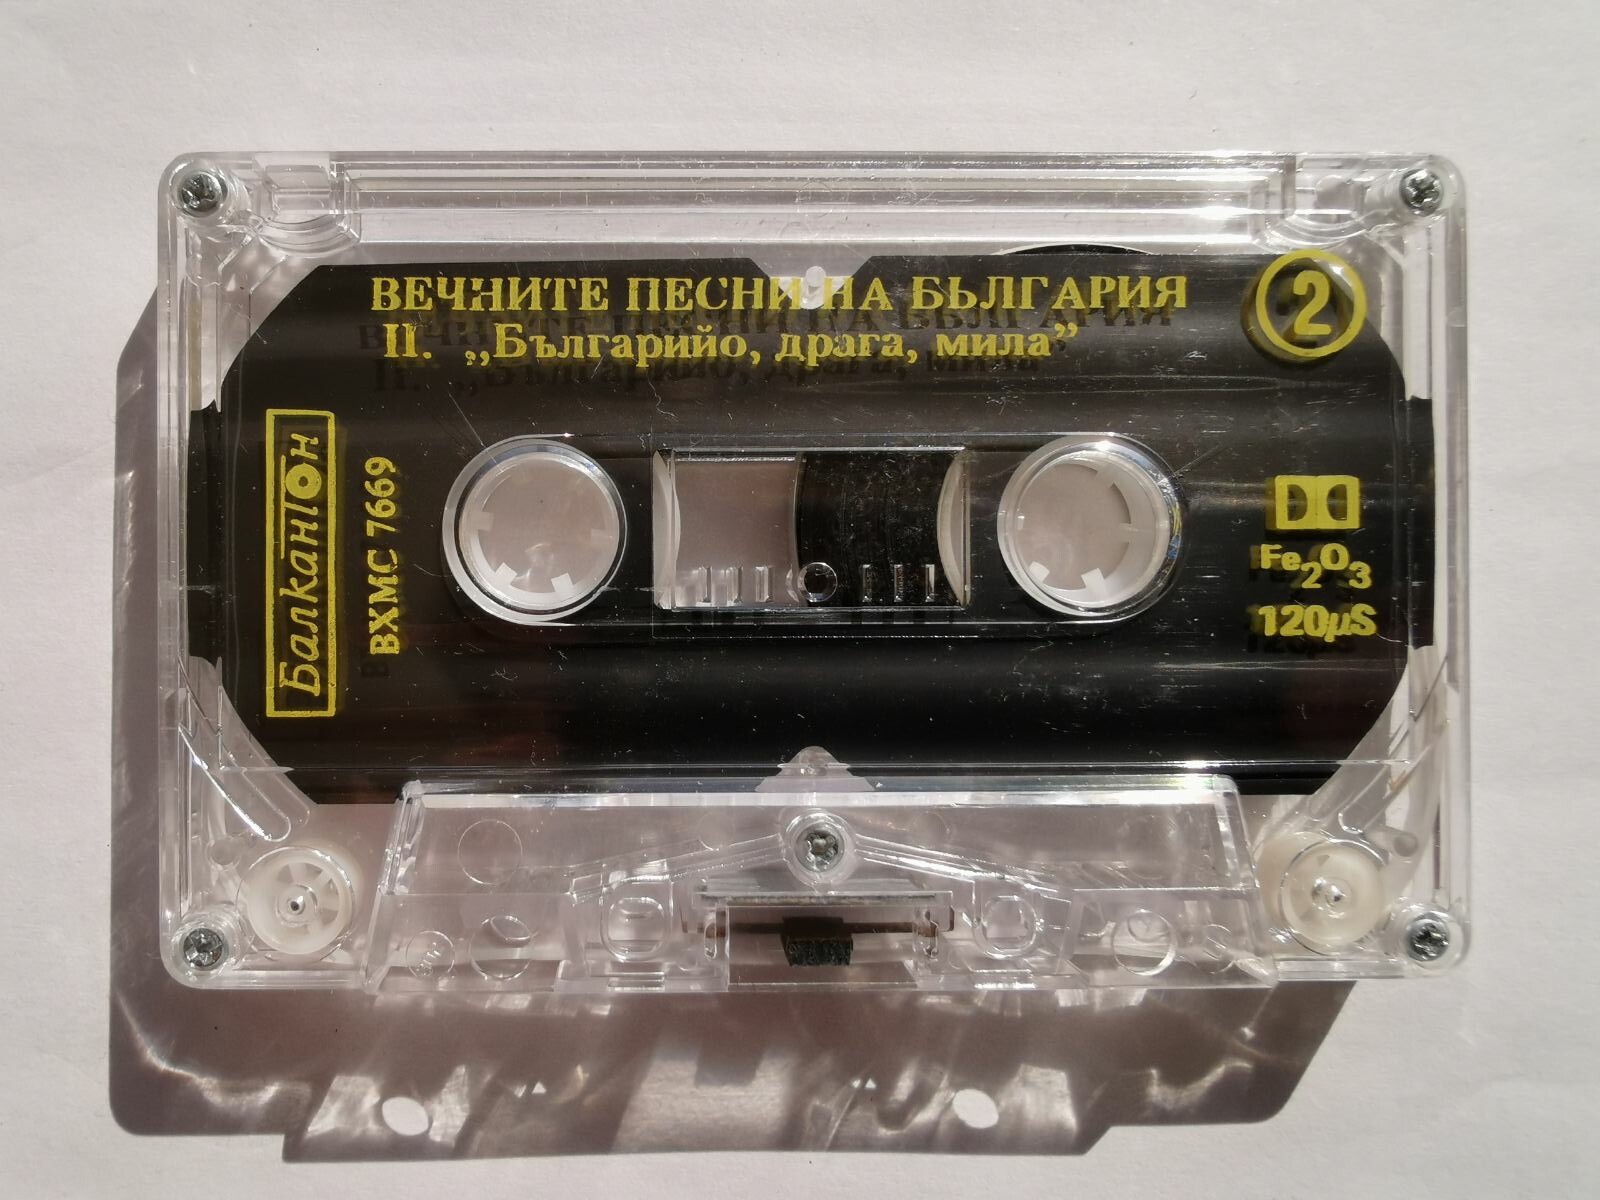 ВЕЧНИТЕ ПЕСНИ НА БЪЛГАРИЯ
II. „Българийо, драга, мила”
2
Балкантон
ВХМС 7669
Fe₂O₃
120μS